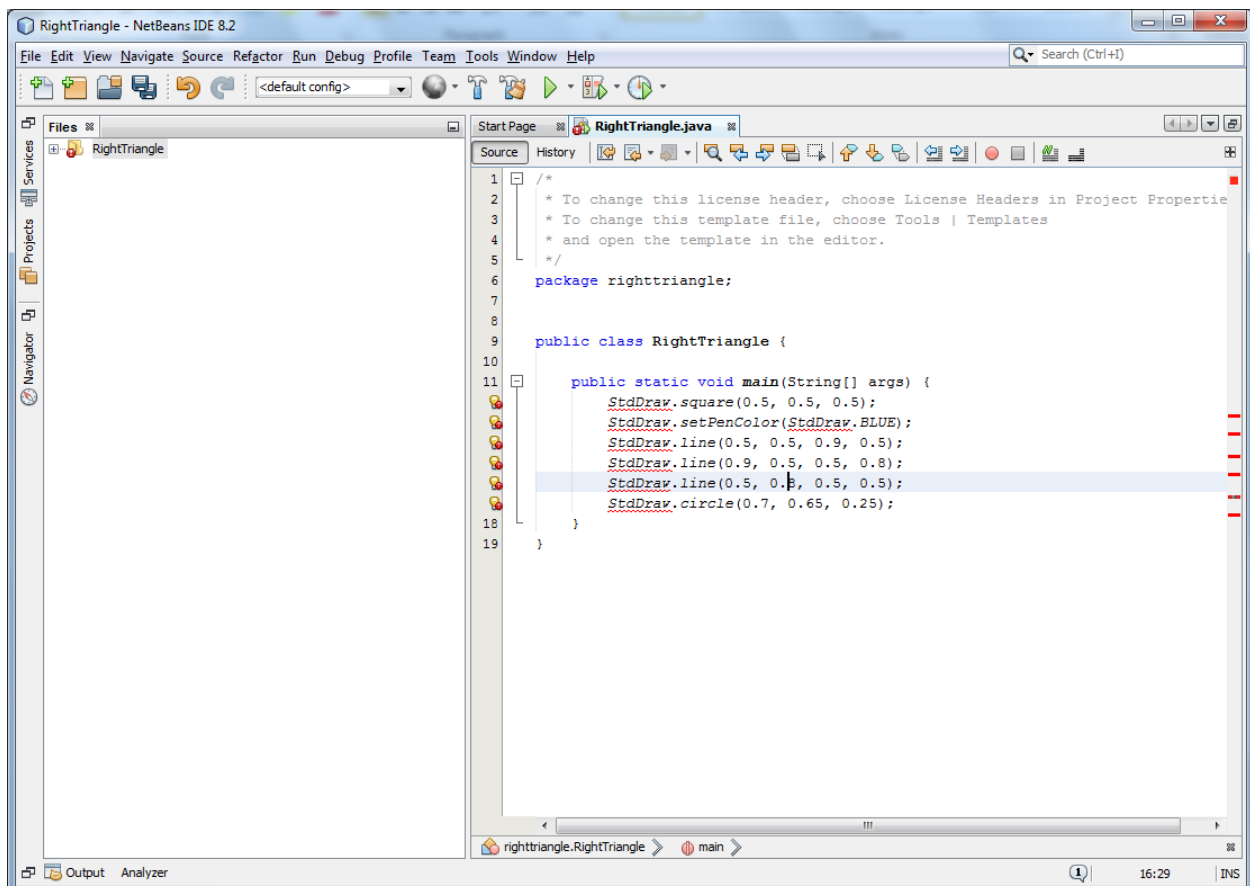 RightTriangle - NetBeans IDE 8.2
File Edit View Navigate Source Refactor Run Debug Profile Team Tools Window Help
Search (Ctrl+I)
<default config>
Files
RightTriangle
Services
Projects
Navigator
Start Page
RightTriangle.java
Source History
1 /*
2 * To change this license header, choose License Headers in Project Propertie
3 * To change this template file, choose Tools | Templates
4 * and open the template in the editor.
5 */
6 package righttriangle;
7
8
9 public class RightTriangle {
10
11 public static void main(String[] args) {
StdDraw.square(0.5, 0.5, 0.5);
StdDraw.setPenColor(StdDraw.BLUE);
StdDraw.line(0.5, 0.5, 0.9, 0.5);
StdDraw.line(0.9, 0.5, 0.5, 0.8);
StdDraw.line(0.5, 0.8, 0.5, 0.5);
StdDraw.circle(0.7, 0.65, 0.25);
18 }
19 }
righttriangle.RightTriangle
main
Output Analyzer
1
16:29
INS